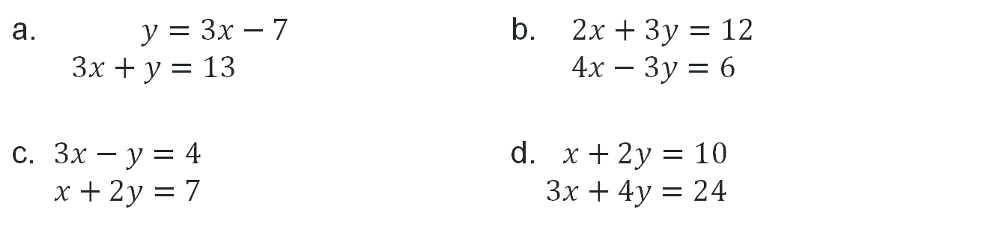 a. y = 3x − 7
3x + y = 13
b. 2x + 3y = 12
4x − 3y = 6
c. 3x − y = 4
x + 2y = 7
d. x + 2y = 10
3x + 4y = 24